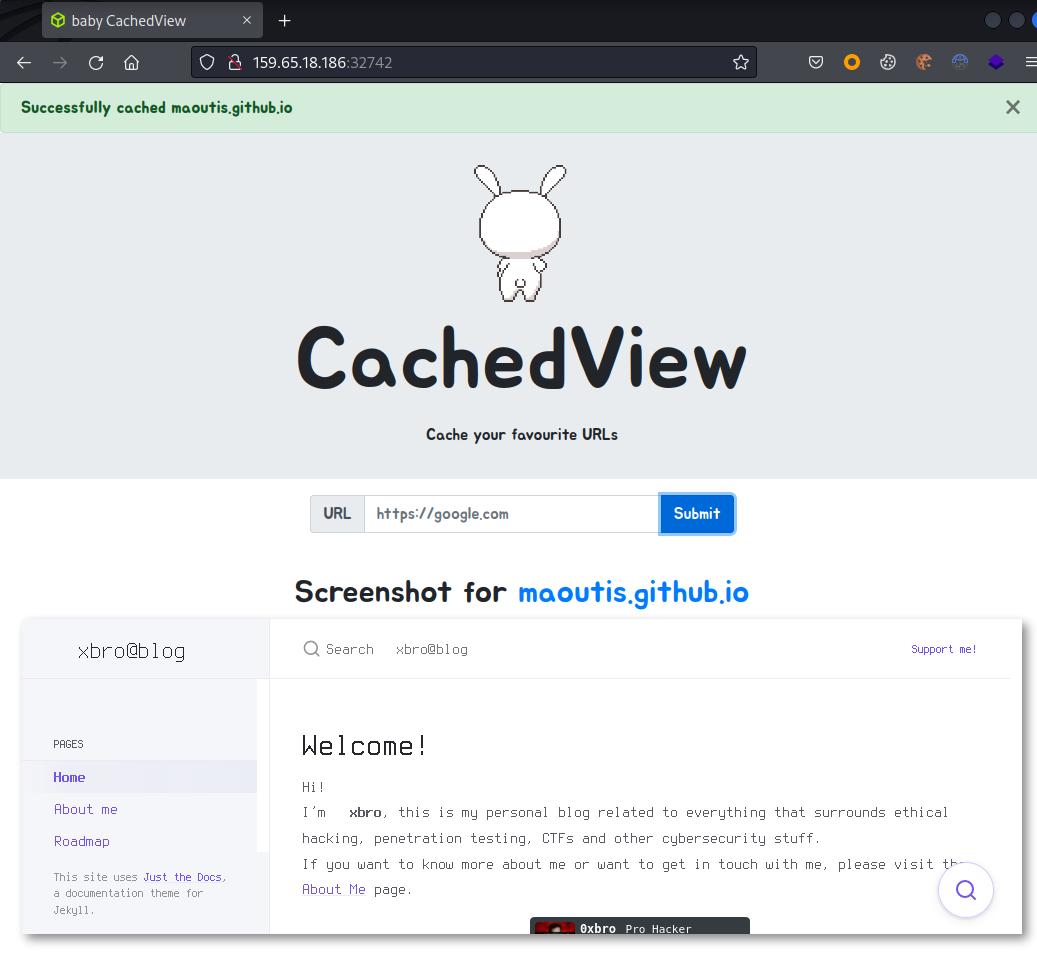 baby CachedView
159.65.18.186:32742
Successfully cached maoutis.github.io
CachedView
Cache your favourite URLs
URL https://google.com Submit
Screenshot for maoutis.github.io
xbro@blog
Search xbro@blog Support me!
PAGES
Home
About me
Roadmap
This site uses Just the Docs,
a documentation theme for
Jekyll.
Welcome!
Hi!
I'm xbro, this is my personal blog related to everything that surrounds ethical
hacking, penetration testing, CTFs and other cybersecurity stuff.
If you want to know more about me or want to get in touch with me, please visit the
About Me page.
0xbro Pro Hacker